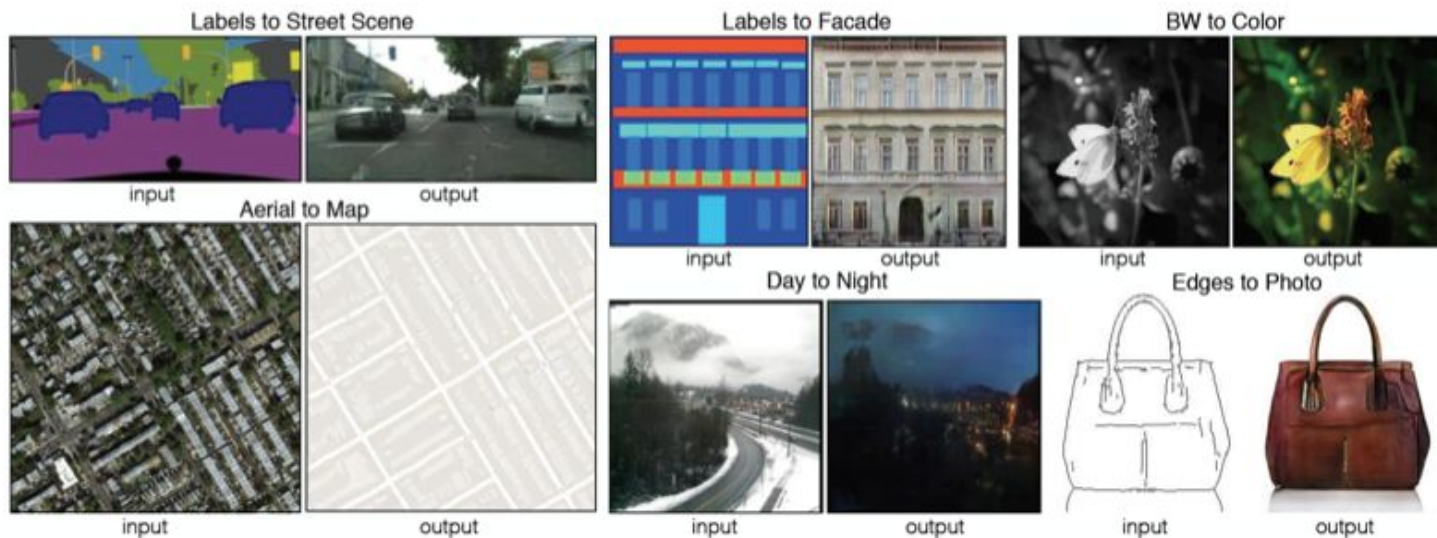 Labels to Street Scene
input
output
Aerial to Map
input
output
Labels to Facade
input
output
BW to Color
input
output
Day to Night
input
output
Edges to Photo
input
output